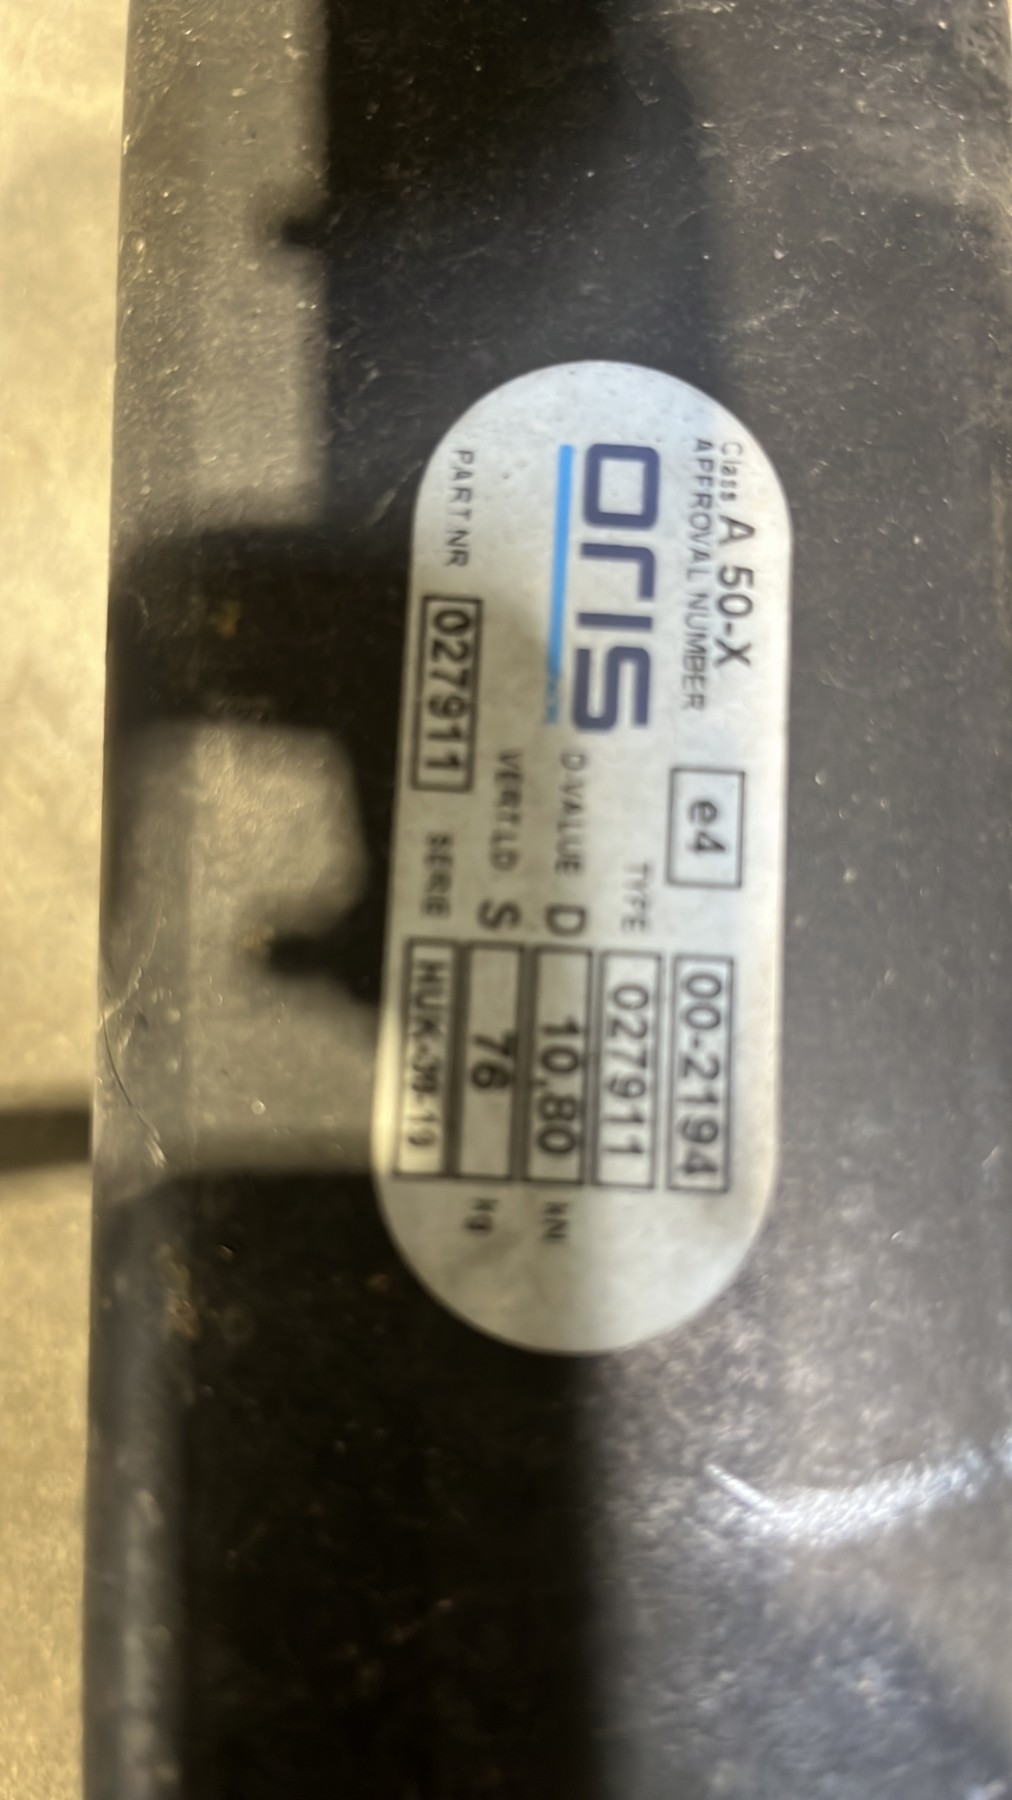 Class A 50-X
APPROVAL NUMBER e4 00-2194
oris
TYPE 027911
D-VALUE D 10,80 kN
VERT.LD S 76 kg
PART.NR 027911 SERIE